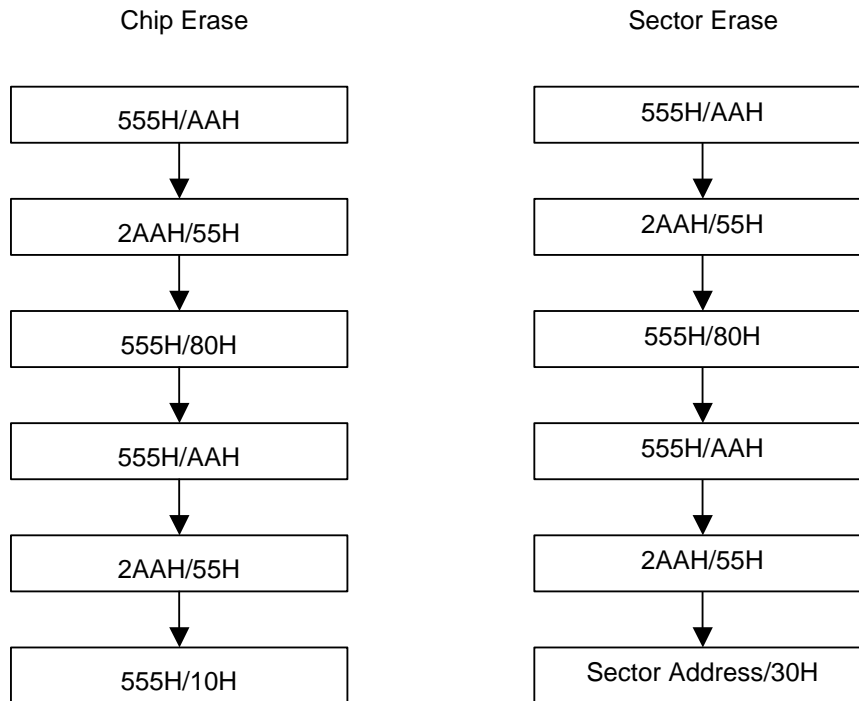 Chip Erase
555H/AAH
2AAH/55H
555H/80H
555H/AAH
2AAH/55H
555H/10H
Sector Erase
555H/AAH
2AAH/55H
555H/80H
555H/AAH
2AAH/55H
Sector Address/30H